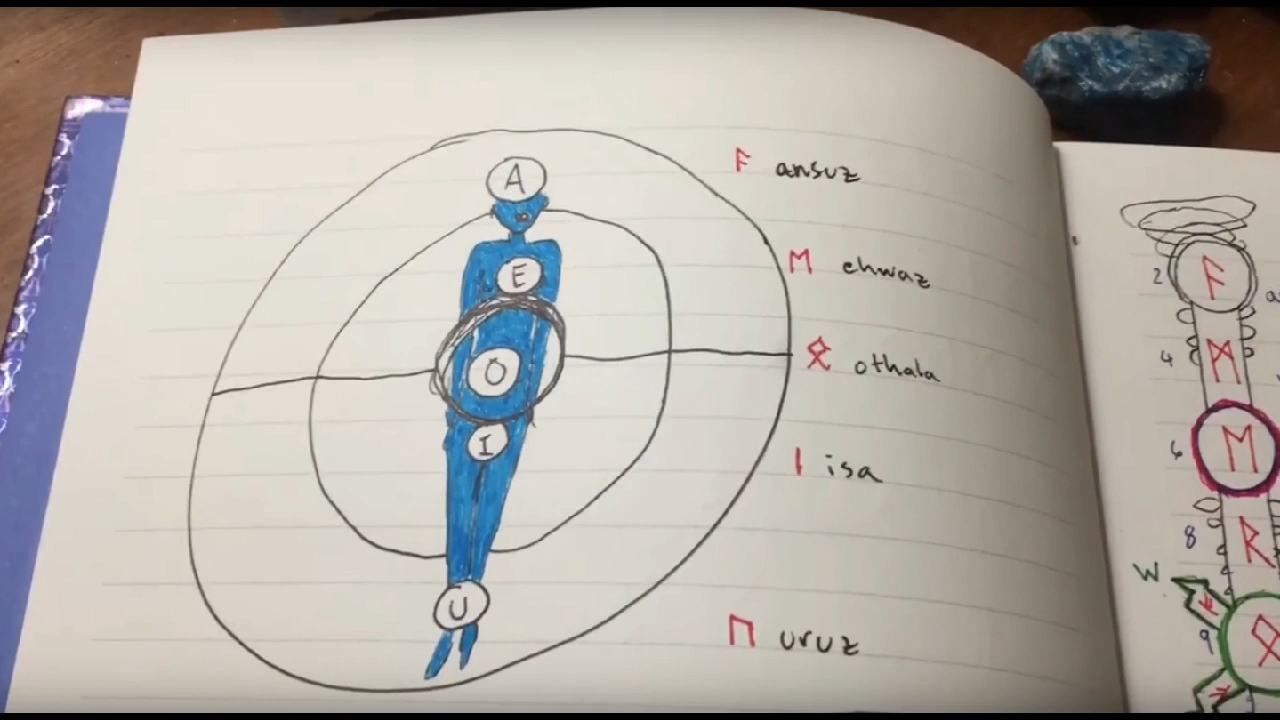 A
ᚨ ansuz
E
ᛖ ehwaz
O
ᛟ othala
I
ᛁ isa
U
ᚢ uruz
2 ᚨ
4 ᛗ
6 ᛖ
8 ᚱ
W
9 ᛟ